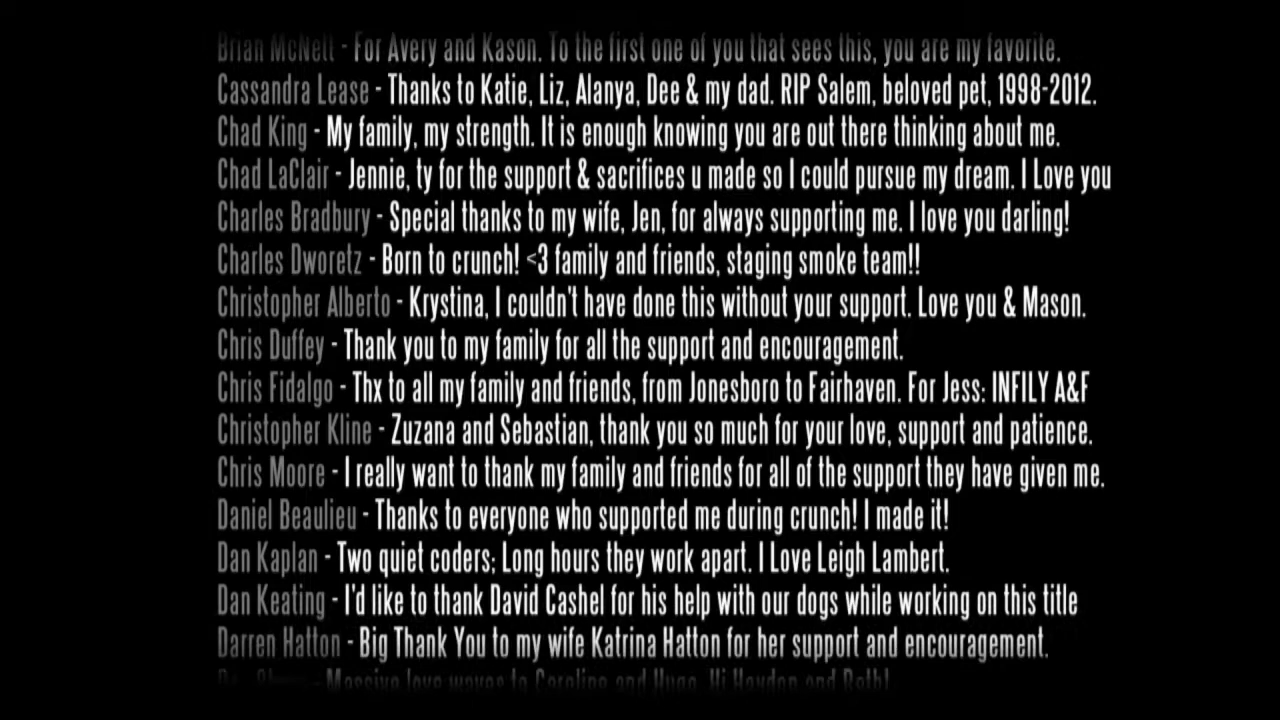 Brian McNett - For Avery and Kason. To the first one of you that sees this, you are my favorite.
Cassandra Lease - Thanks to Katie, Liz, Alanya, Dee & my dad. RIP Salem, beloved pet, 1998-2012.
Chad King - My family, my strength. It is enough knowing you are out there thinking about me.
Chad LaClair - Jennie, ty for the support & sacrifices u made so I could pursue my dream. I Love you
Charles Bradbury - Special thanks to my wife, Jen, for always supporting me. I love you darling!
Charles Dworetz - Born to crunch! <3 family and friends, staging smoke team!!
Christopher Alberto - Krystina, I couldn't have done this without your support. Love you & Mason.
Chris Duffey - Thank you to my family for all the support and encouragement.
Chris Fidalgo - Thx to all my family and friends, from Jonesboro to Fairhaven. For Jess: INFILY A&F
Christopher Kline - Zuzana and Sebastian, thank you so much for your love, support and patience.
Chris Moore - I really want to thank my family and friends for all of the support they have given me.
Daniel Beaulieu - Thanks to everyone who supported me during crunch! I made it!
Dan Kaplan - Two quiet coders; Long hours they work apart. I Love Leigh Lambert.
Dan Keating - I'd like to thank David Cashel for his help with our dogs while working on this title
Darren Hatton - Big Thank You to my wife Katrina Hatton for her support and encouragement.
- Massive love waves to Caroline and Hugo. Hi Haydon and Beth!